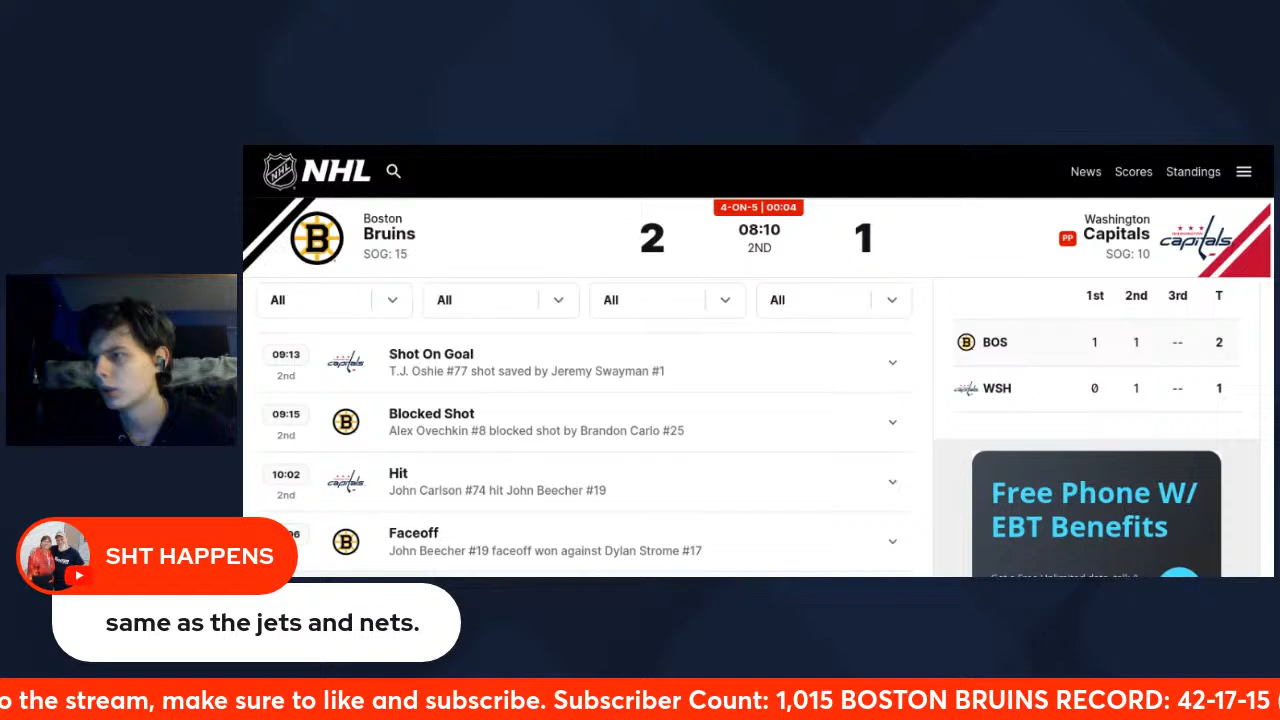 NHL
NHL
News
Scores
Standings
Boston
Bruins
SOG: 15
2
4-ON-5 | 00:04
08:10
2ND
1
PP
Washington
Capitals
SOG: 10
capitals
All
All
All
All
09:13
2nd
capitals
Shot On Goal
T.J. Oshie #77 shot saved by Jeremy Swayman #1
09:15
2nd
B
Blocked Shot
Alex Ovechkin #8 blocked shot by Brandon Carlo #25
10:02
2nd
capitals
Hit
John Carlson #74 hit John Beecher #19
B
Faceoff
John Beecher #19 faceoff won against Dylan Strome #17
1st 2nd 3rd T
B BOS 1 1 -- 2
capitals WSH 0 1 -- 1
Free Phone W/
EBT Benefits
SHT HAPPENS
same as the jets and nets.
o the stream, make sure to like and subscribe. Subscriber Count: 1,015 BOSTON BRUINS RECORD: 42-17-15